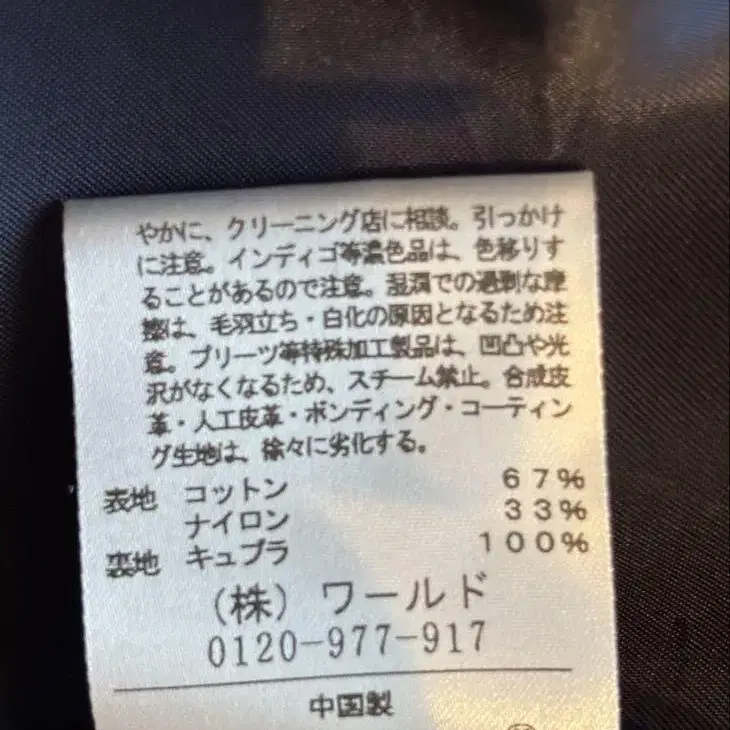 やかに、クリーニング店に相談。引っかけ
に注意。インディゴ等濃色品は、色移りす
ることがあるので注意。湿潤での過剰な摩
擦は、毛羽立ち・白化の原因となるため注
意。プリーツ等特殊加工製品は、凹凸や光
沢がなくなるため、スチーム禁止。合成皮
革・人工皮革・ボンディング・コーティン
グ生地は、徐々に劣化する。
表地 コットン 67%
ナイロン 33%
裏地 キュプラ 100%
(株) ワールド
0120-977-917
中国製